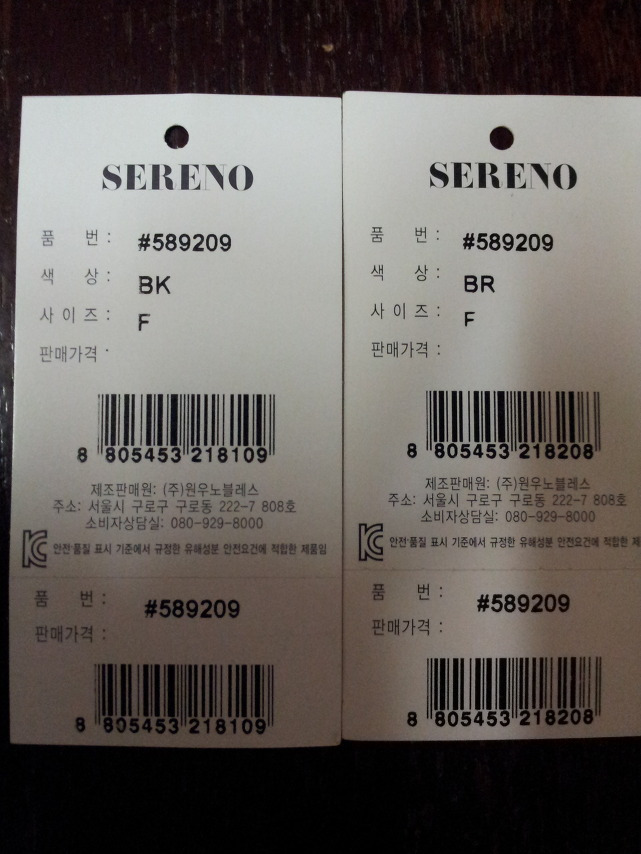 SERENO
품 번 : #589209
색 상 : BK
사 이 즈 : F
판매가격 :
8 805453 218109
제조판매원: (주)원우노블레스
주소: 서울시 구로구 구로동 222-7 808호
소비자상담실: 080-929-8000
안전·품질 표시 기준에서 규정한 유해성분 안전요건에 적합한 제품임
품 번 : #589209
판매가격 :
8 805453 218109
SERENO
품 번 : #589209
색 상 : BR
사 이 즈 : F
판매가격 :
8 805453 218208
제조판매원: (주)원우노블레스
주소: 서울시 구로구 구로동 222-7 808호
소비자상담실: 080-929-8000
안전·품질 표시 기준에서 규정한 유해성분 안전요건에 적합한 제
품 번 : #589209
판매가격 :
8 805453 218208